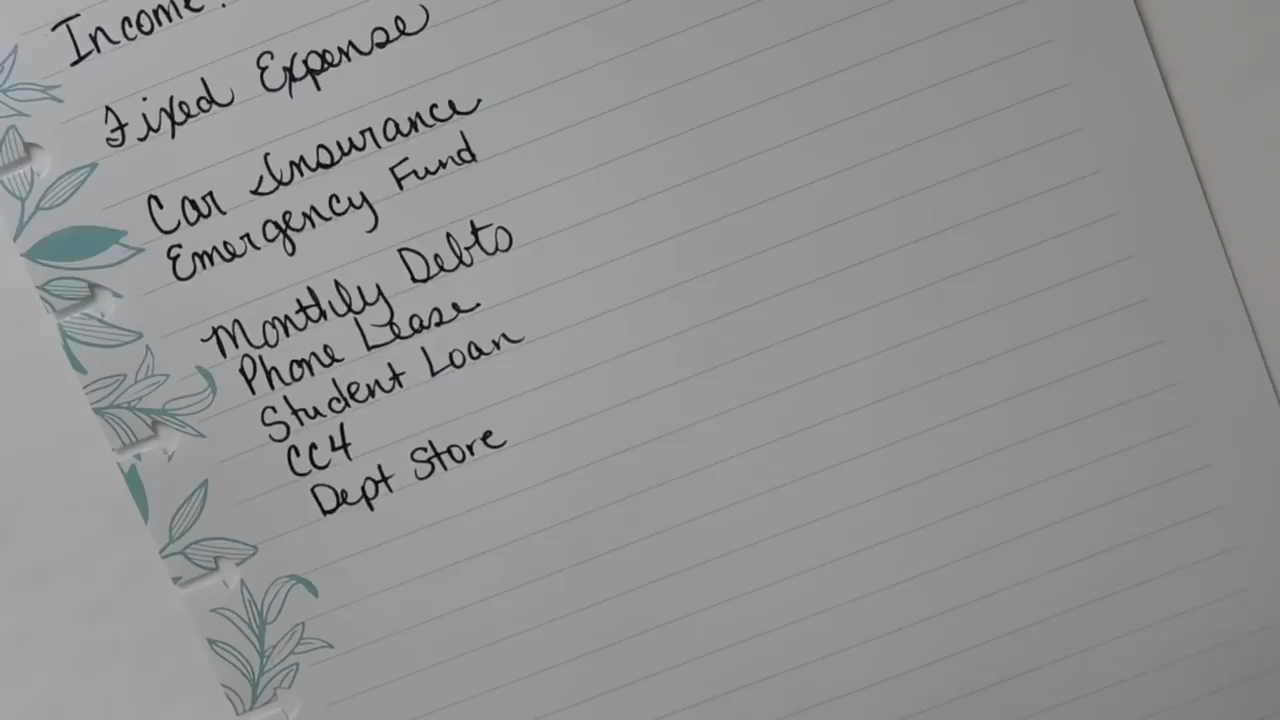 Income:
Fixed Expense
Car Insurance
Emergency Fund
Monthly Debts
Phone Lease
Student Loan
CC4
Dept Store